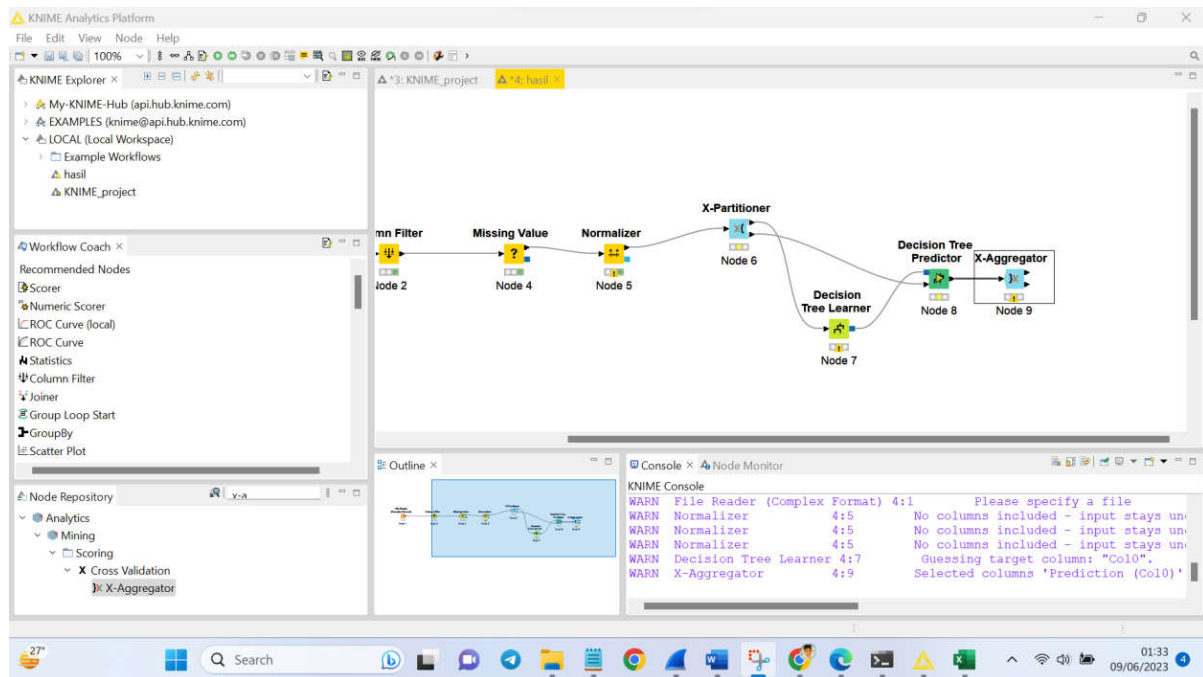 KNIME Analytics Platform
File Edit View Node Help
100%
KNIME Explorer
My-KNIME-Hub (api.hub.knime.com)
EXAMPLES (knime@api.hub.knime.com)
LOCAL (Local Workspace)
Example Workflows
hasil
KNIME_project
Workflow Coach
Recommended Nodes
Scorer
Numeric Scorer
ROC Curve (local)
ROC Curve
Statistics
Column Filter
Joiner
Group Loop Start
GroupBy
Scatter Plot
Node Repository
Analytics
Mining
Scoring
Cross Validation
X-Aggregator
*3: KNIME_project
*4: hasil
mn Filter
Node 2
Missing Value
Node 4
Normalizer
Node 5
X-Partitioner
Node 6
Decision
Tree Learner
Node 7
Decision Tree
Predictor
Node 8
X-Aggregator
Node 9
Outline
Console
Node Monitor
KNIME Console
WARN File Reader (Complex Format) 4:1 Please specify a file
WARN Normalizer 4:5 No columns included - input stays un
WARN Normalizer 4:5 No columns included - input stays un
WARN Normalizer 4:5 No columns included - input stays un
WARN Decision Tree Learner 4:7 Guessing target column: "Col0".
WARN X-Aggregator 4:9 Selected columns 'Prediction (Col0)'
27°
Search
01:33
09/06/2023
4